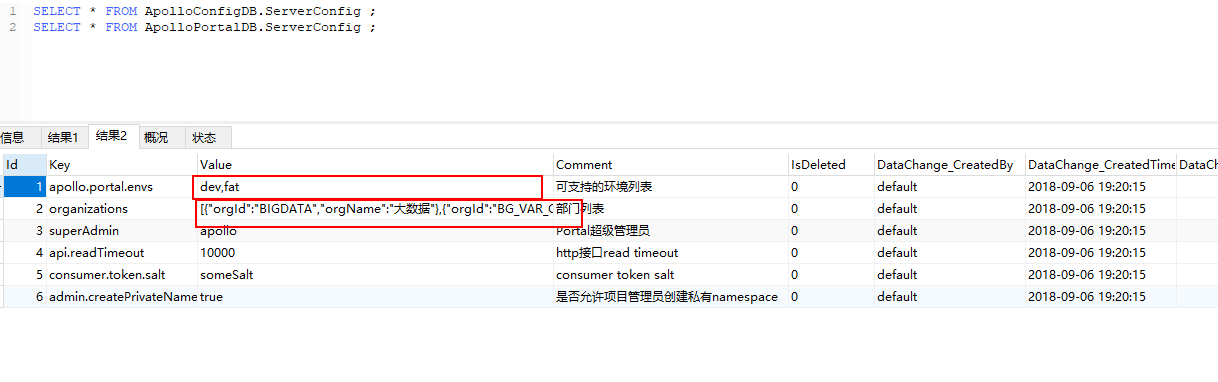 1 SELECT * FROM ApolloConfigDB.ServerConfig ;
2 SELECT * FROM ApolloPortalDB.ServerConfig ;
信息 结果1 结果2 概况 状态
Id Key Value Comment IsDeleted DataChange_CreatedBy DataChange_CreatedTime DataCh
1 apollo.portal.envs dev,fat 可支持的环境列表 0 default 2018-09-06 19:20:15
2 organizations [{"orgId":"BIGDATA","orgName":"大数据"},{"orgId":"BG_VAR_ 部门列表 0 default 2018-09-06 19:20:15
3 superAdmin apollo Portal超级管理员 0 default 2018-09-06 19:20:15
4 api.readTimeout 10000 http接口read timeout 0 default 2018-09-06 19:20:15
5 consumer.token.salt someSalt consumer token salt 0 default 2018-09-06 19:20:15
6 admin.createPrivateName true 是否允许项目管理员创建私有namespace 0 default 2018-09-06 19:20:15